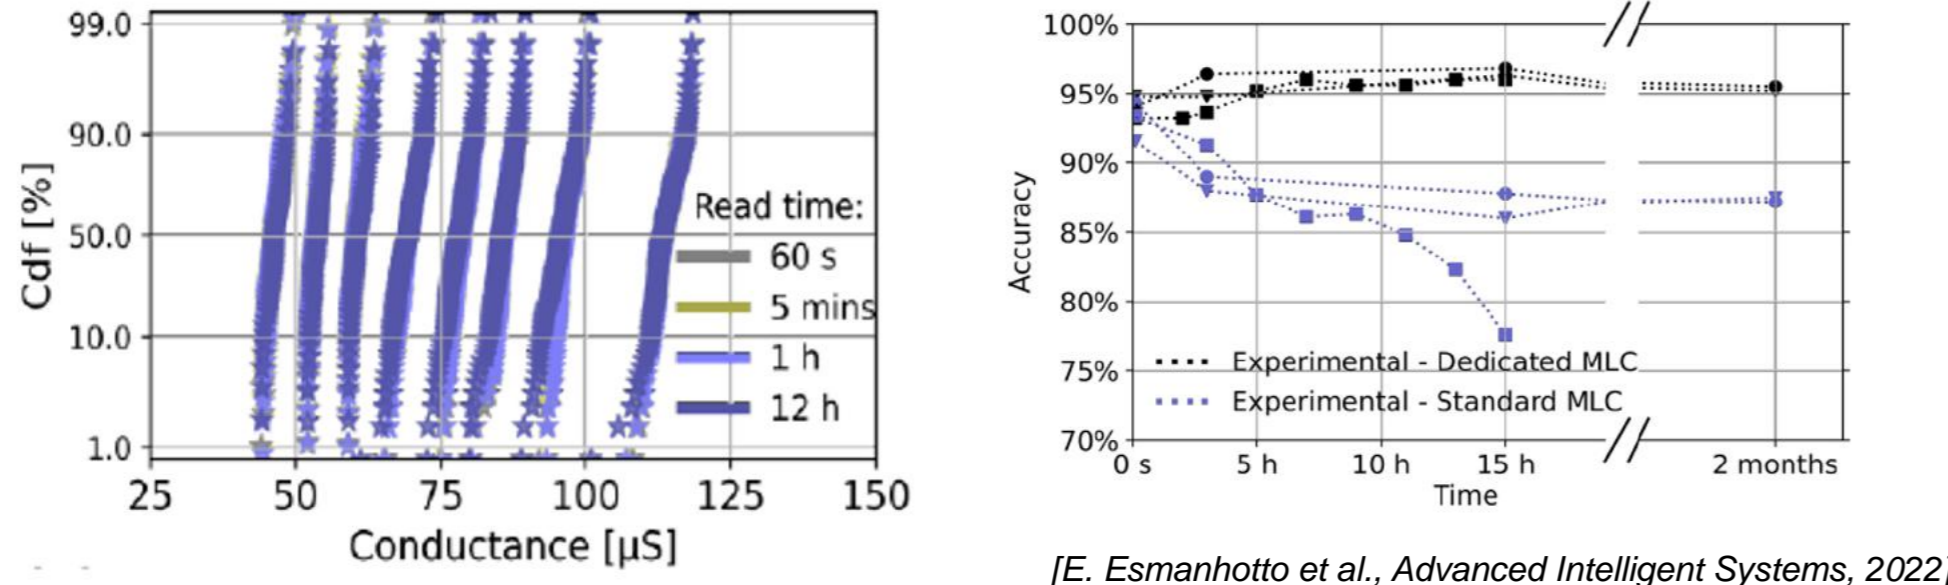 99.0
90.0
50.0
10.0
1.0
Cdf [%]
25 50 75 100 125 150
Conductance [µS]
Read time:
60 s
5 mins
1 h
12 h
100%
95%
90%
85%
80%
75%
70%
Accuracy
0 s 5 h 10 h 15 h 2 months
Time
Experimental - Dedicated MLC
Experimental - Standard MLC
[E. Esmanhotto et al., Advanced Intelligent Systems, 2022]